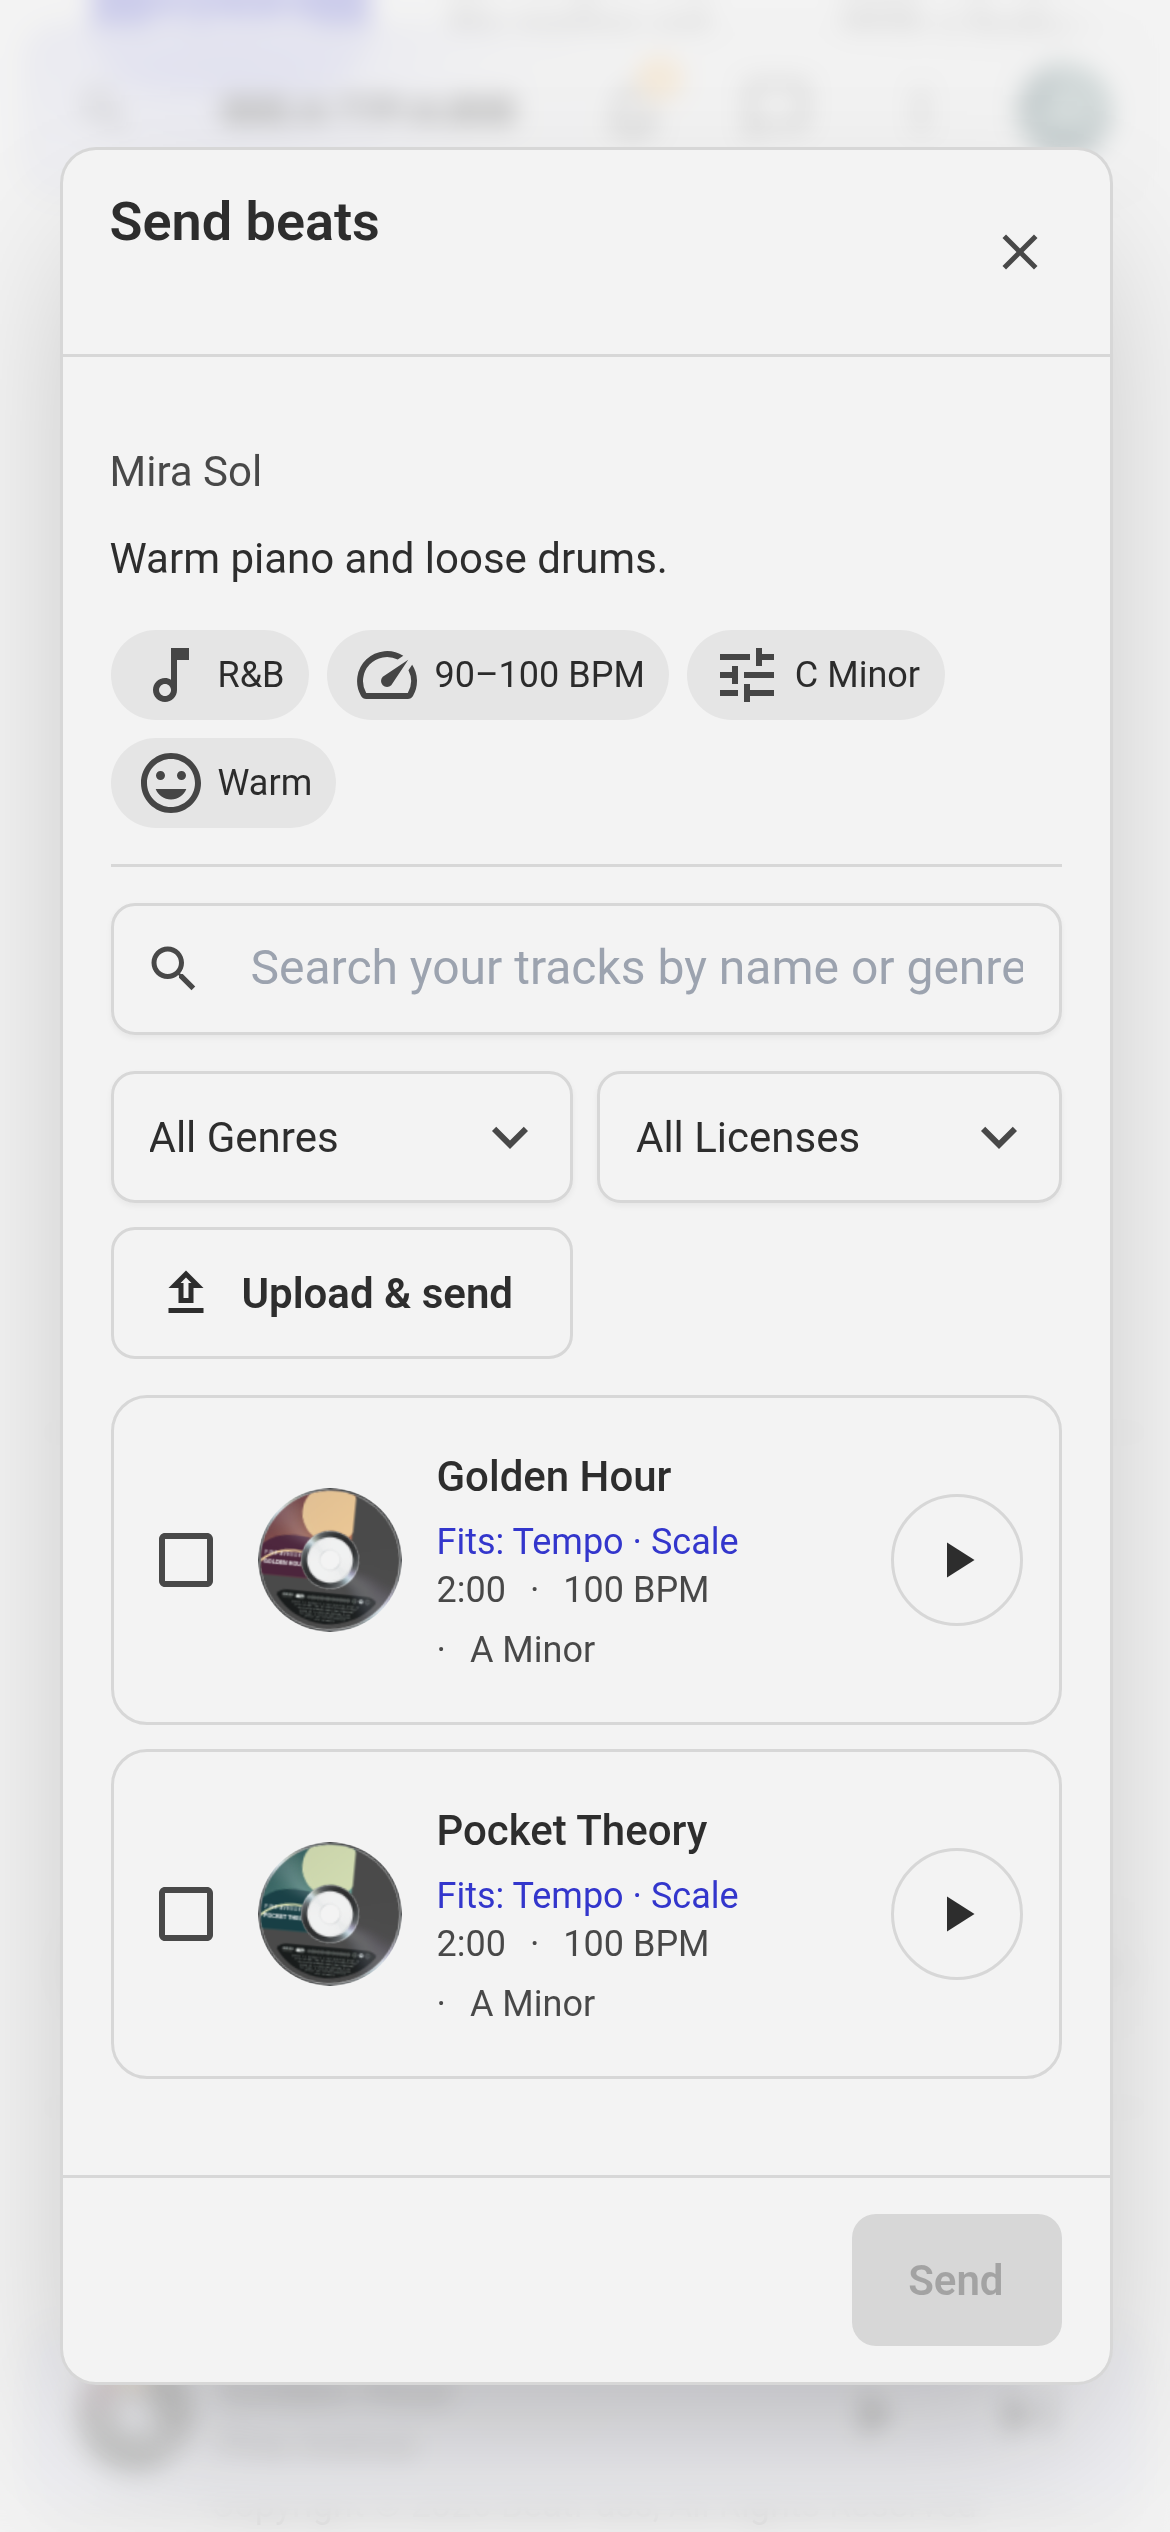 Send beats
Mira Sol
Warm piano and loose drums.
R&B
90–100 BPM
C Minor
Warm
Search your tracks by name or genre
All Genres
All Licenses
Upload & send
Golden Hour
Fits: Tempo · Scale
2:00 · 100 BPM
· A Minor
Pocket Theory
Fits: Tempo · Scale
2:00 · 100 BPM
· A Minor
Send